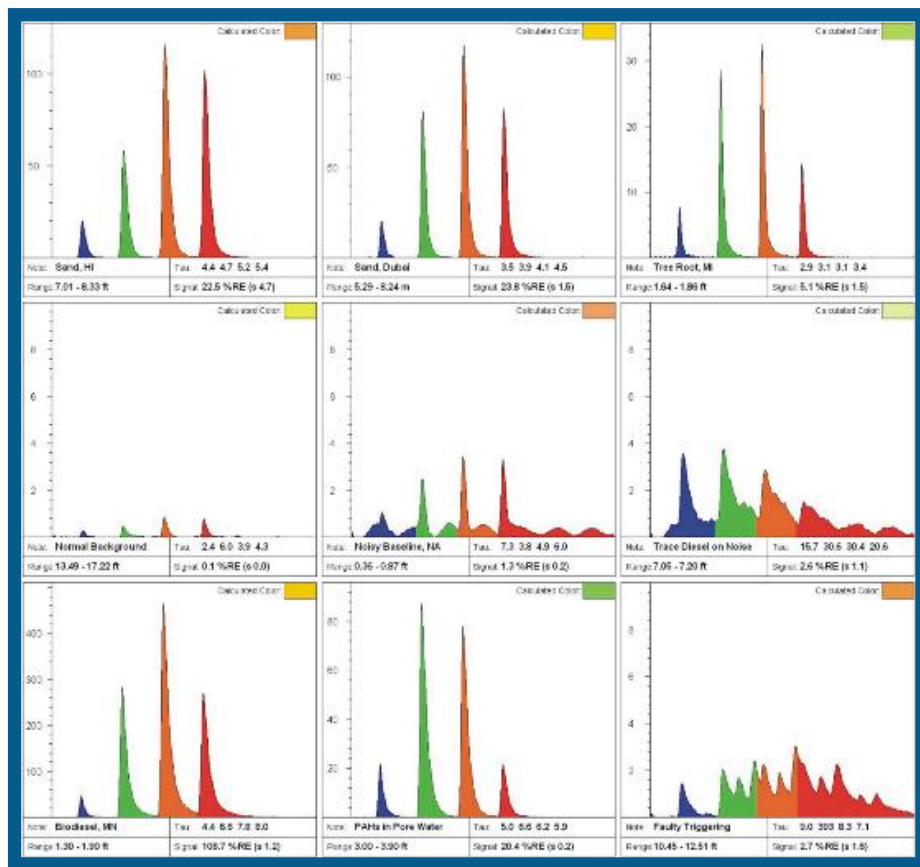 Calculated Color:
100
50
Note: Sand, HI Tau: 4.4 4.7 5.2 5.4
Range: 7.01 - 8.33 ft Signal: 22.5 %RE (s 4.7)
Calculated Color:
100
50
Note: Sand, Dubai Tau: 3.5 3.9 4.1 4.5
Range: 5.29 - 8.24 m Signal: 23.8 %RE (s 1.5)
Calculated Color:
30
20
10
Note: Tree Root, MI Tau: 2.9 3.1 3.1 3.4
Range: 1.64 - 1.86 ft Signal: 5.1 %RE (s 1.5)
Calculated Color:
8
6
4
2
Note: Normal Background Tau: 2.4 6.0 3.9 4.3
Range: 13.49 - 17.22 ft Signal: 0.1 %RE (s 0.0)
Calculated Color:
8
6
4
2
Note: Noisy Baseline, NA Tau: 7.3 3.8 4.9 6.0
Range: 0.36 - 0.87 ft Signal: 1.3 %RE (s 0.2)
Calculated Color:
8
6
4
2
Note: Trace Diesel on Noise Tau: 15.7 30.6 30.4 20.6
Range: 7.05 - 7.20 ft Signal: 2.6 %RE (s 1.1)
Calculated Color:
400
300
200
100
Note: Biodiesel, MN Tau: 4.4 6.6 7.8 8.0
Range: 1.30 - 1.90 ft Signal: 108.7 %RE (s 1.2)
Calculated Color:
80
60
40
20
Note: PAHs in Pore Water Tau: 5.0 6.6 6.2 5.9
Range: 3.00 - 3.90 ft Signal: 20.4 %RE (s 0.2)
Calculated Color:
8
6
4
2
Note: Faulty Triggering Tau: 9.0 393 8.3 7.1
Range: 10.45 - 12.51 ft Signal: 2.7 %RE (s 1.6)